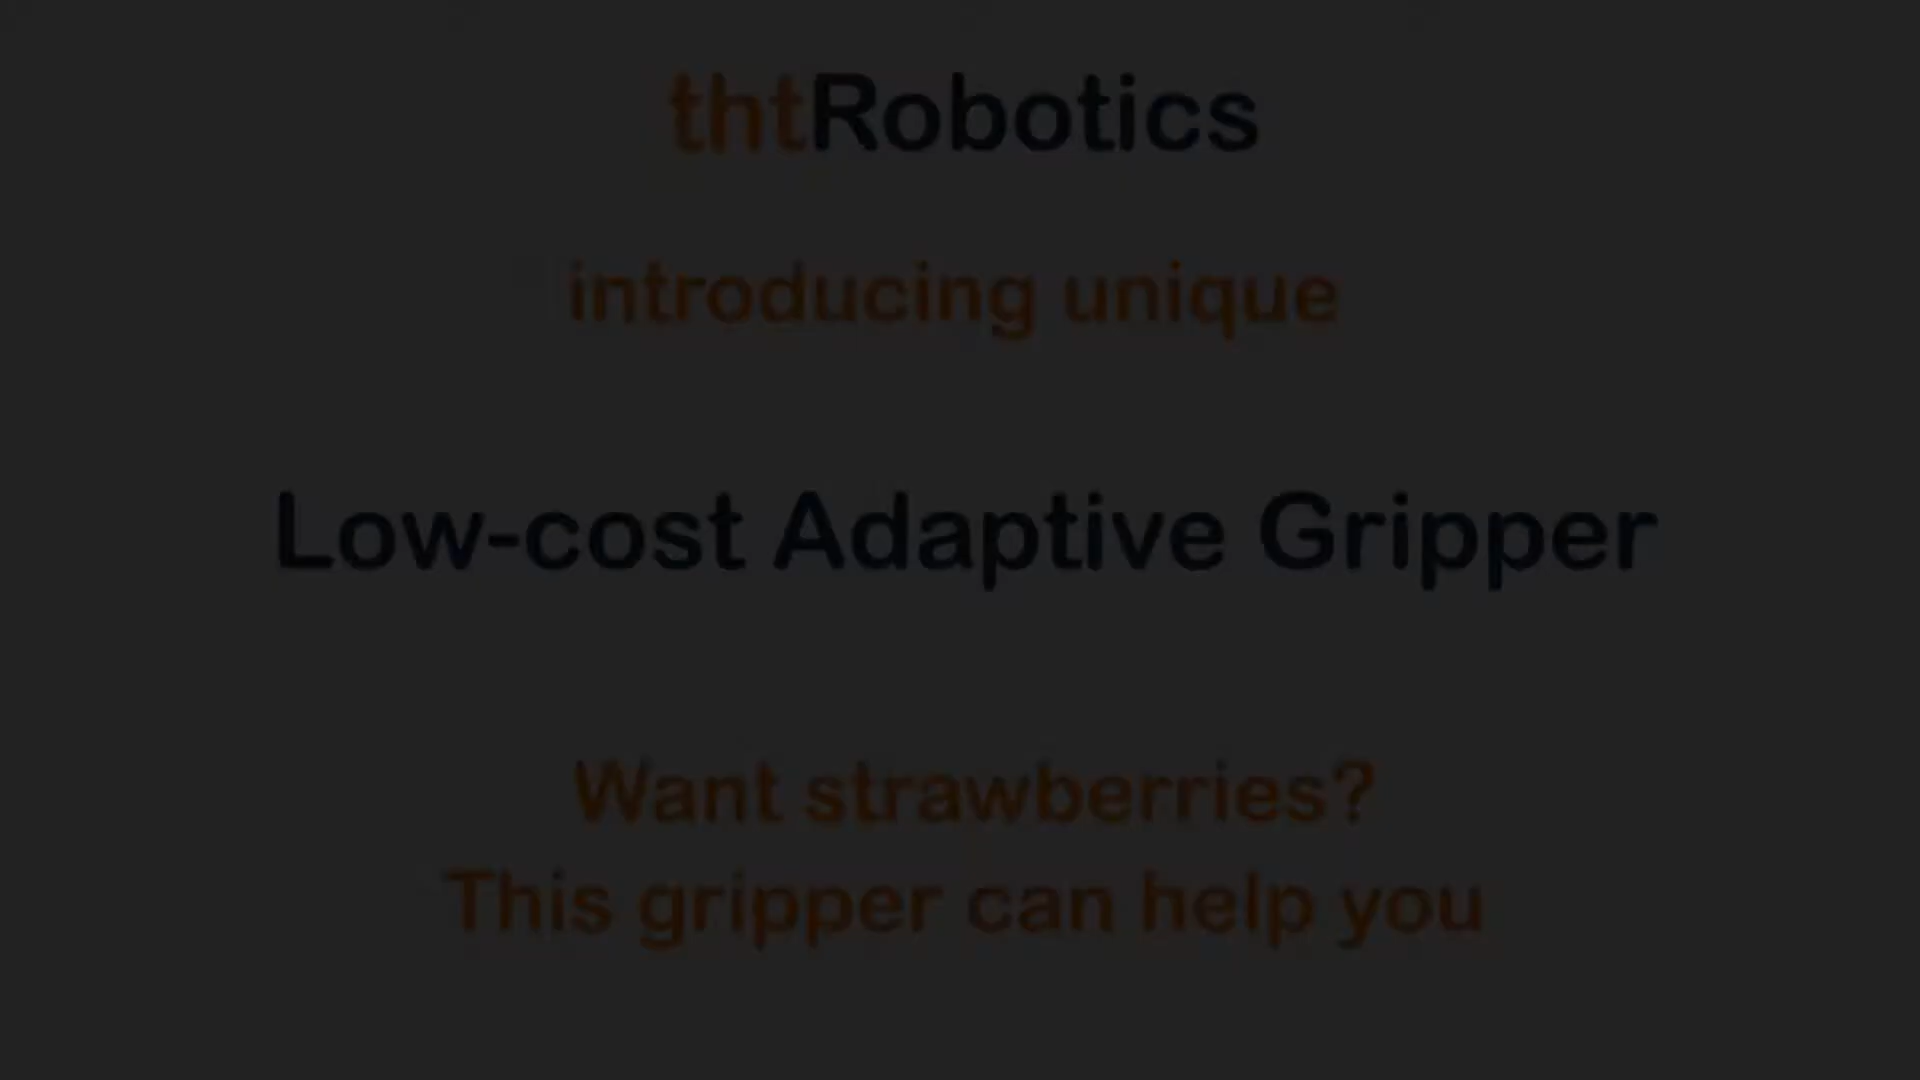 thtRobotics
introducing unique
Low-cost Adaptive Gripper
Want strawberries?
This gripper can help you